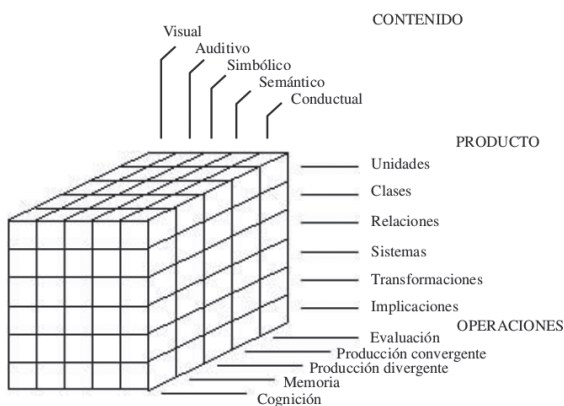 CONTENIDO
Visual
Auditivo
Simbólico
Semántico
Conductual
PRODUCTO
Unidades
Clases
Relaciones
Sistemas
Transformaciones
Implicaciones
OPERACIONES
Evaluación
Producción convergente
Producción divergente
Memoria
Cognición